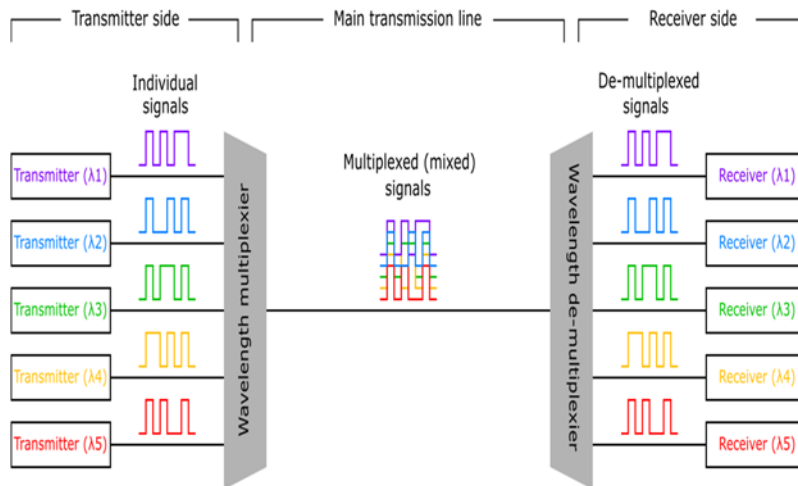 Transmitter side
Main transmission line
Receiver side
Individual
signals
De-multiplexed
signals
Multiplexed (mixed)
signals
Transmitter (λ1)
Transmitter (λ2)
Transmitter (λ3)
Transmitter (λ4)
Transmitter (λ5)
Wavelength multiplexier
Wavelength de-multiplexier
Receiver (λ1)
Receiver (λ2)
Receiver (λ3)
Receiver (λ4)
Receiver (λ5)